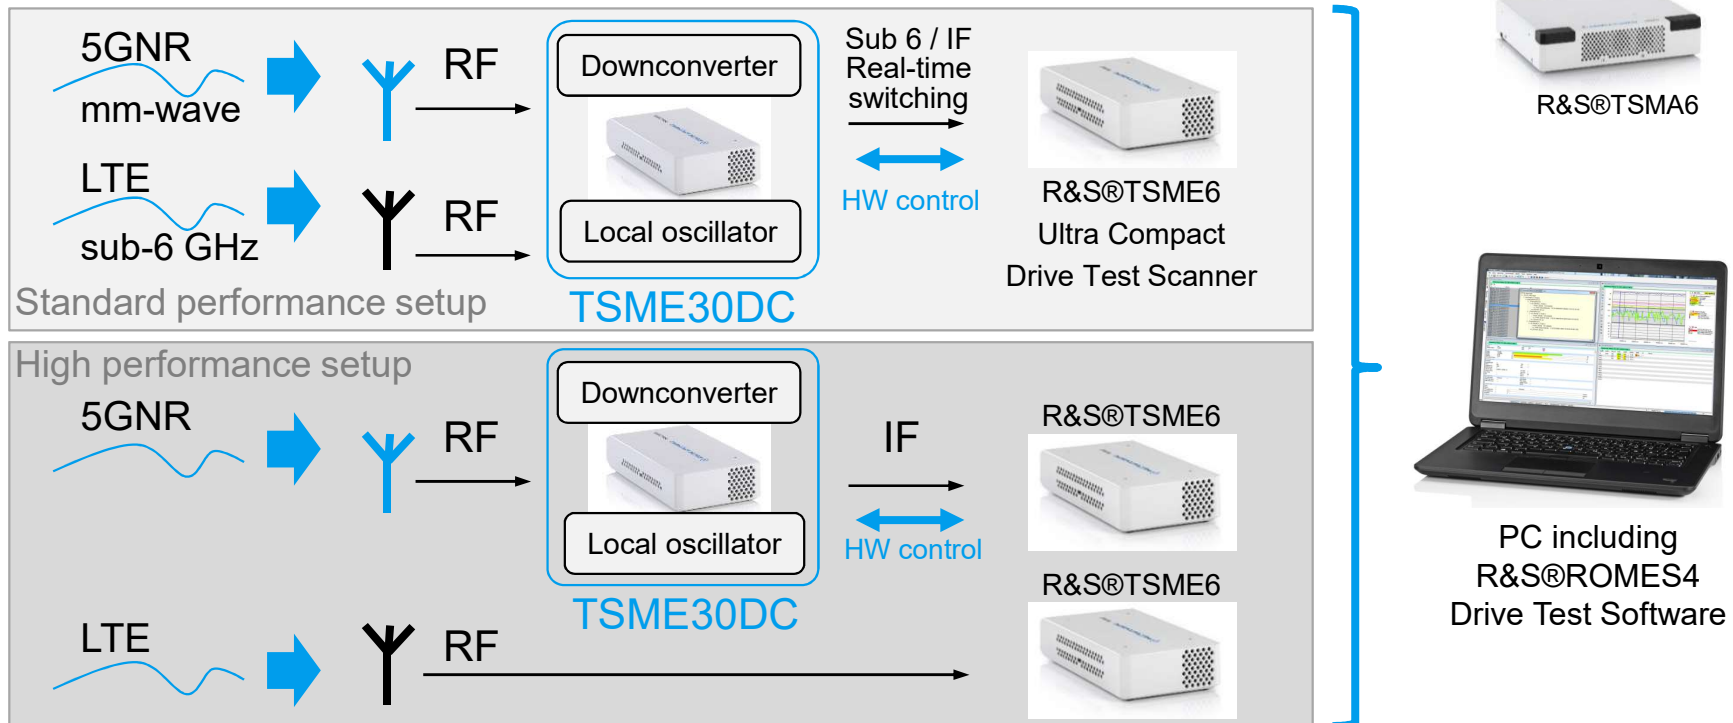 5GNR
mm-wave
RF
LTE
sub-6 GHz
RF
Downconverter
Local oscillator
TSME30DC
Sub 6 / IF
Real-time
switching
HW control
R&S®TSME6
Ultra Compact
Drive Test Scanner
Standard performance setup
High performance setup
5GNR
RF
Downconverter
Local oscillator
TSME30DC
IF
HW control
R&S®TSME6
LTE
RF
R&S®TSME6
R&S®TSMA6
PC including
R&S®ROMES4
Drive Test Software